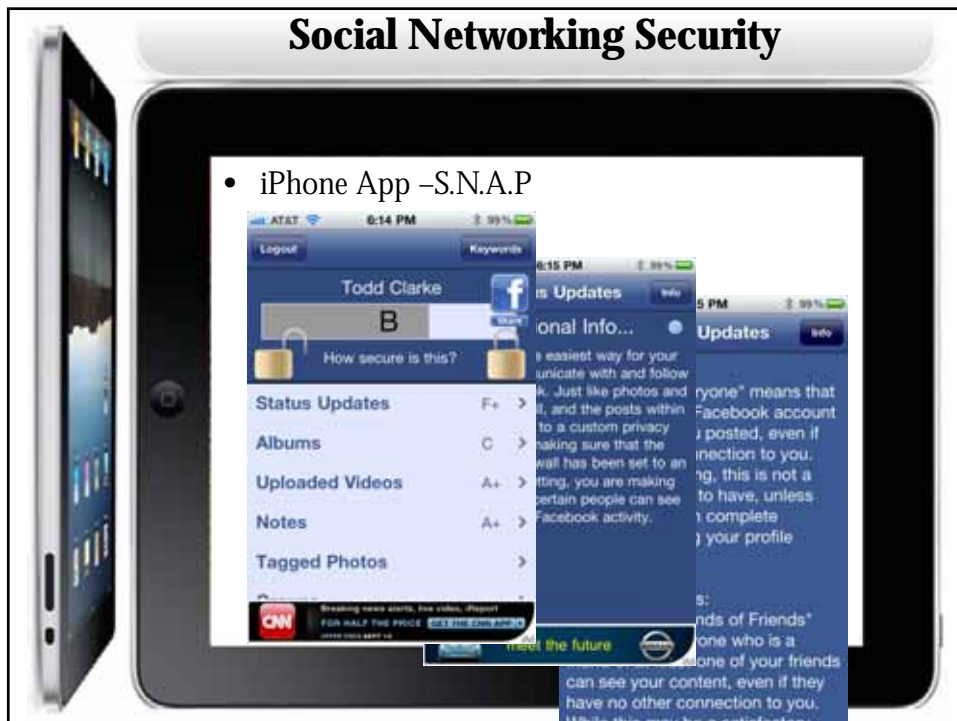 Social Networking Security
• iPhone App –S.N.A.P
AT&T 6:14 PM 99%
Logout Keywords
Todd Clarke
B
Share
How secure is this?
Status Updates F+ >
Albums C >
Uploaded Videos A+ >
Notes A+ >
Tagged Photos >
CNN
Breaking news alerts, live video, iReport
FOR HALF THE PRICE GET THE CNN APP
6:15 PM 99%
s Updates Info
ional Info...
e easiest way for your
unicate with and follow
k. Just like photos and
ll, and the posts within
to a custom privacy
making sure that the
wall has been set to an
tting, you are making
certain people can see
Facebook activity.
meet the future
5 PM 99%
Updates Info
ryone" means that
Facebook account
u posted, even if
nnection to you.
ng, this is not a
to have, unless
n complete
g your profile
s:
nds of Friends"
one who is a
one of your friends
can see your content, even if they
have no other connection to you.